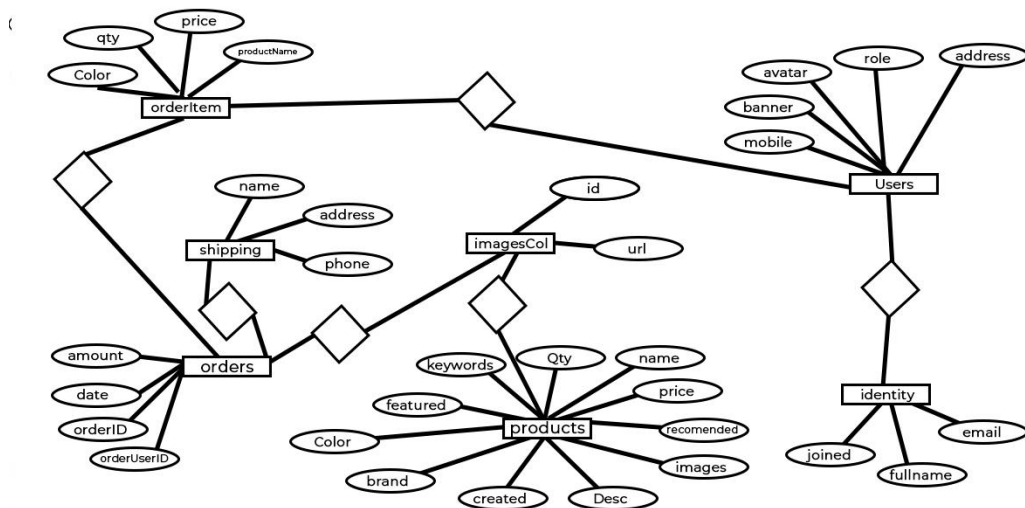 price
qty
productName
Color
orderItem
role
address
avatar
banner
mobile
Users
name
address
phone
shipping
id
imagesCol
url
amount
orders
date
orderID
orderUserID
keywords
Qty
name
featured
price
Color
products
recomended
brand
images
created
Desc
identity
joined
email
fullname